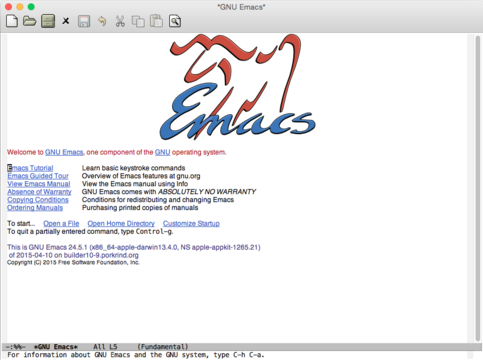 *GNU Emacs*
Emacs
Welcome to GNU Emacs, one component of the GNU operating system.
Emacs Tutorial Learn basic keystroke commands
Emacs Guided Tour Overview of Emacs features at gnu.org
View Emacs Manual View the Emacs manual using Info
Absence of Warranty GNU Emacs comes with ABSOLUTELY NO WARRANTY
Copying Conditions Conditions for redistributing and changing Emacs
Ordering Manuals Purchasing printed copies of manuals
To start... Open a File Open Home Directory Customize Startup
To quit a partially entered command, type Control-g.
This is GNU Emacs 24.5.1 (x86_64-apple-darwin13.4.0, NS apple-appkit-1265.21)
of 2015-04-10 on builder10-9.porkrind.org
Copyright (C) 2015 Free Software Foundation, Inc.
-:%%- *GNU Emacs* All L5 (Fundamental)
For information about GNU Emacs and the GNU system, type C-h C-a.